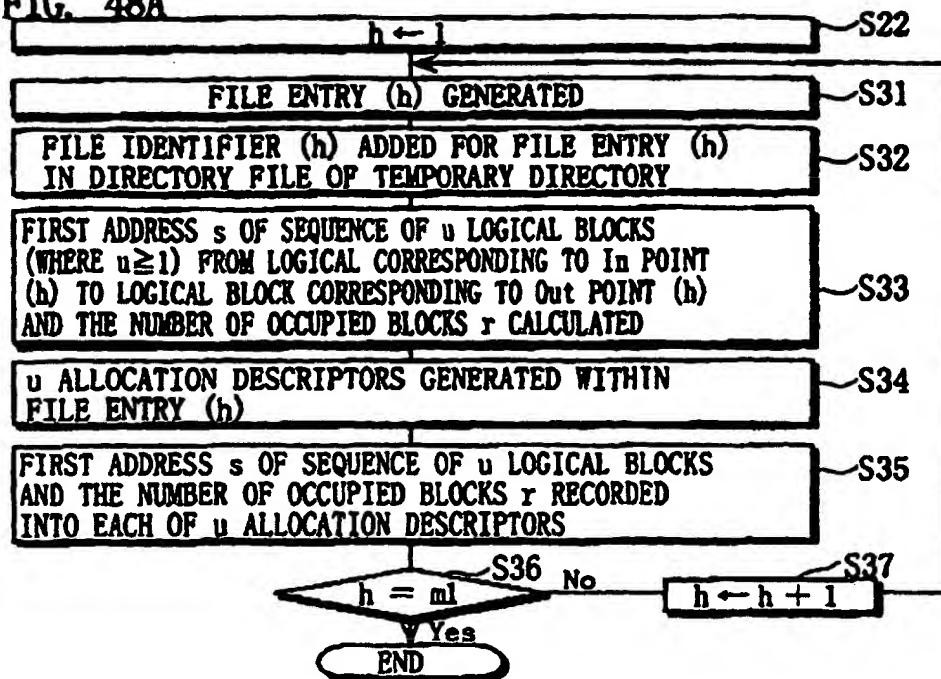 FIG. 48A
h ← 1
S22
FILE ENTRY (h) GENERATED
S31
FILE IDENTIFIER (h) ADDED FOR FILE ENTRY (h)
IN DIRECTORY FILE OF TEMPORARY DIRECTORY
S32
FIRST ADDRESS s OF SEQUENCE OF u LOGICAL BLOCKS
(WHERE u≧1) FROM LOGICAL CORRESPONDING TO In POINT
(h) TO LOGICAL BLOCK CORRESPONDING TO Out POINT (h)
AND THE NUMBER OF OCCUPIED BLOCKS r CALCULATED
S33
u ALLOCATION DESCRIPTORS GENERATED WITHIN
FILE ENTRY (h)
S34
FIRST ADDRESS s OF SEQUENCE OF u LOGICAL BLOCKS
AND THE NUMBER OF OCCUPIED BLOCKS r RECORDED
INTO EACH OF u ALLOCATION DESCRIPTORS
S35
h = m1
S36
No
h ← h + 1
S37
Yes
END